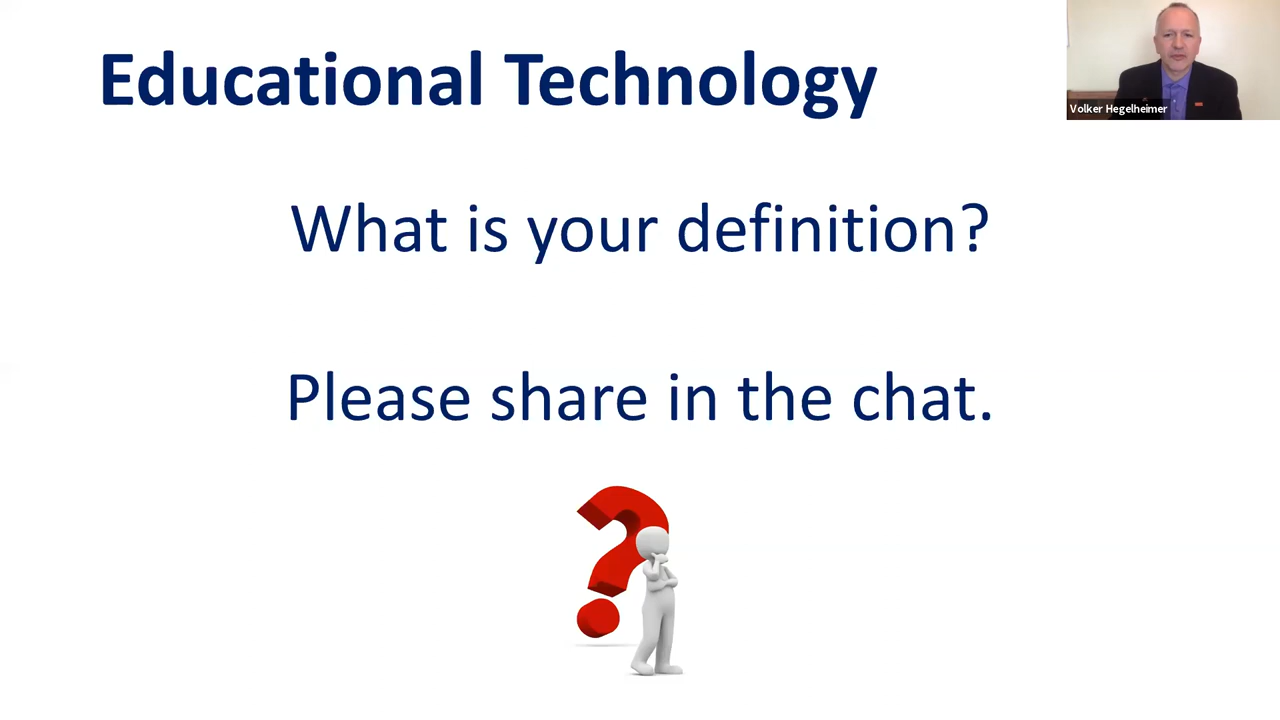 Educational Technology
Volker Hegelheimer
What is your definition?
Please share in the chat.